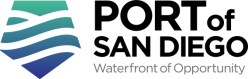 PORT of
SAN DIEGO
Waterfront of Opportunity